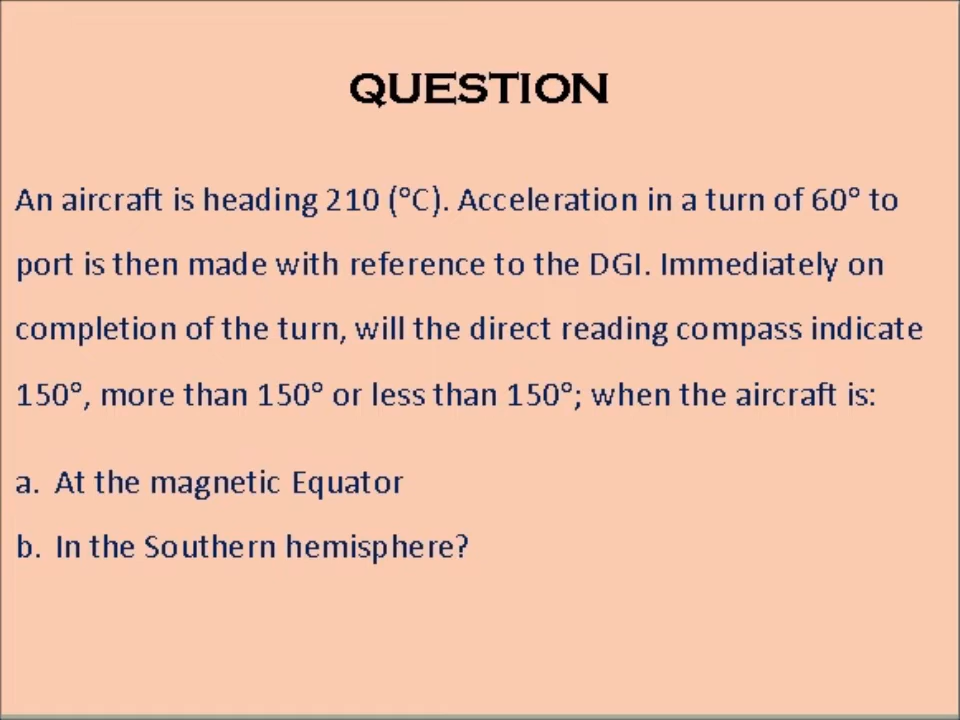 QUESTION
An aircraft is heading 210 (°C). Acceleration in a turn of 60° to
port is then made with reference to the DGI. Immediately on
completion of the turn, will the direct reading compass indicate
150°, more than 150° or less than 150°; when the aircraft is:
a. At the magnetic Equator
b. In the Southern hemisphere?